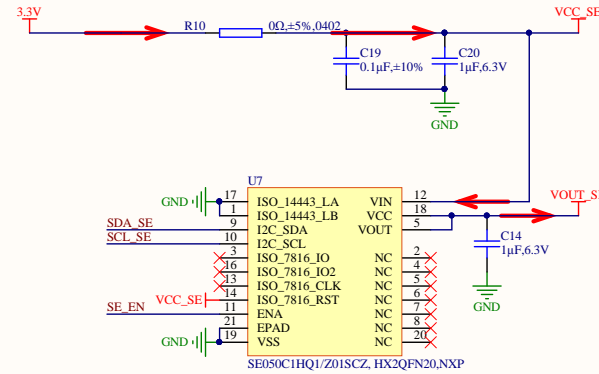 3.3V
VCC_SE
R10 0Ω,±5%,0402
C19
0.1µF,±10%
C20
1µF,6.3V
GND
U7
VOUT_S
GND 17 ISO_14443_LA VIN 12
1 ISO_14443_LB VCC 18
SDA_SE 9 I2C_SDA VOUT 5
SCL_SE 10 I2C_SCL
3 ISO_7816_IO NC 2
16 ISO_7816_IO2 NC 4
13 ISO_7816_CLK NC 5
VCC_SE 14 ISO_7816_RST NC 6
SE_EN 11 ENA NC 7
21 EPAD NC 8
GND 19 VSS NC 20
C14
1µF,6.3V
GND
SE050C1HQ1/Z01SCZ, HX2QFN20,NXP